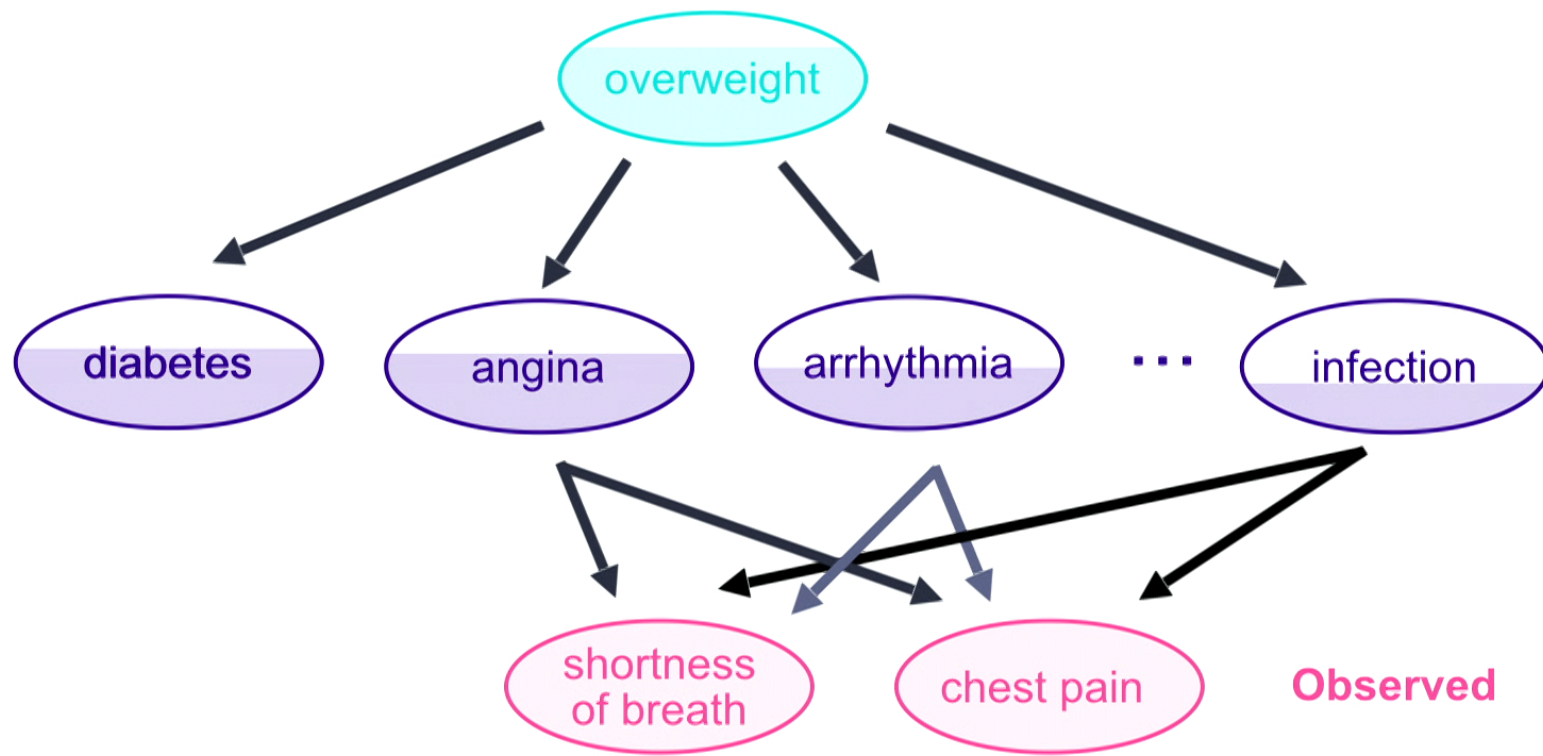 overweight
diabetes
angina
arrhythmia
...
infection
shortness
of breath
chest pain
Observed